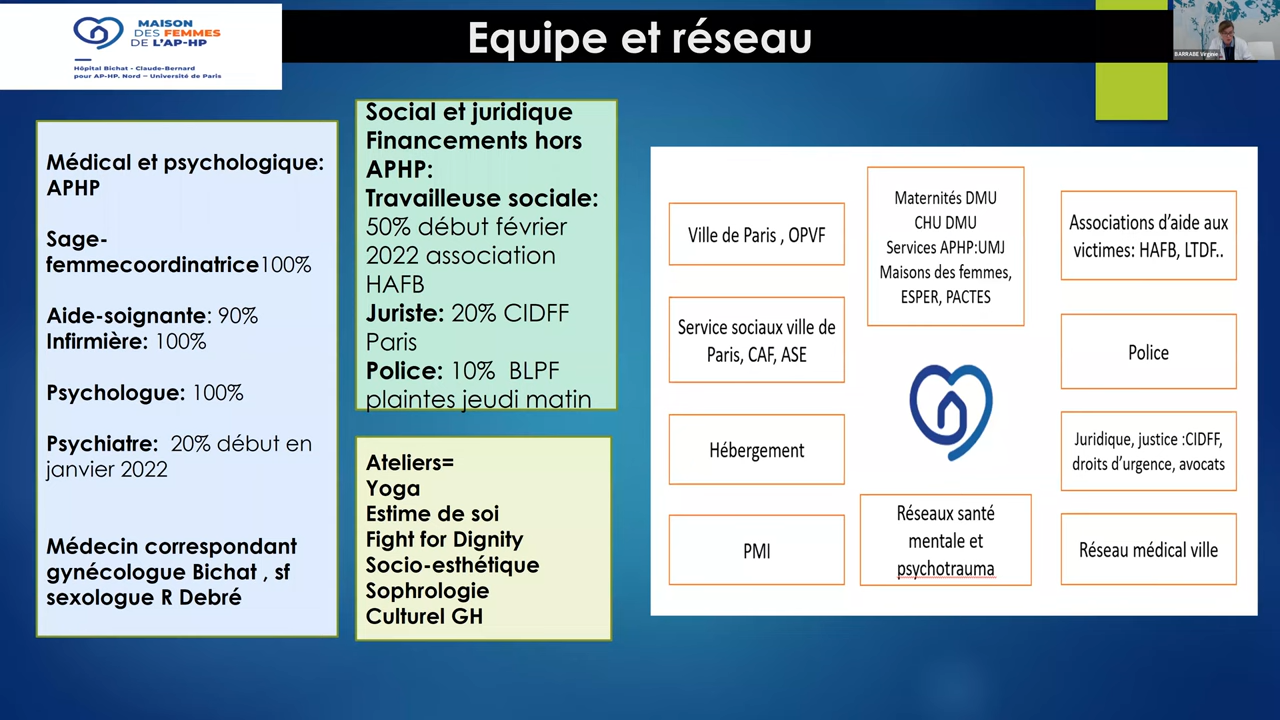 MAISON
DES FEMMES
DE L'AP-HP
Hôpital Bichat - Claude-Bernard
pour AP-HP, Nord – Université de Paris
Equipe et réseau
BARRABE Virginie
Médical et psychologique:
APHP
Sage-
femmecoordinatrice100%
Aide-soignante: 90%
Infirmière: 100%
Psychologue: 100%
Psychiatre: 20% début en
janvier 2022
Médecin correspondant
gynécologue Bichat , sf
sexologue R Debré
Social et juridique
Financements hors
APHP:
Travailleuse sociale:
50% début février
2022 association
HAFB
Juriste: 20% CIDFF
Paris
Police: 10% BLPF
plaintes jeudi matin
Ateliers=
Yoga
Estime de soi
Fight for Dignity
Socio-esthétique
Sophrologie
Culturel GH
Ville de Paris , OPVF
Service sociaux ville de
Paris, CAF, ASE
Hébergement
PMI
Maternités DMU
CHU DMU
Services APHP:UMJ
Maisons des femmes,
ESPER, PACTES
Réseaux santé
mentale et
psychotrauma
Associations d'aide aux
victimes: HAFB, LTDF..
Police
Juridique, justice :CIDFF,
droits d'urgence, avocats
Réseau médical ville